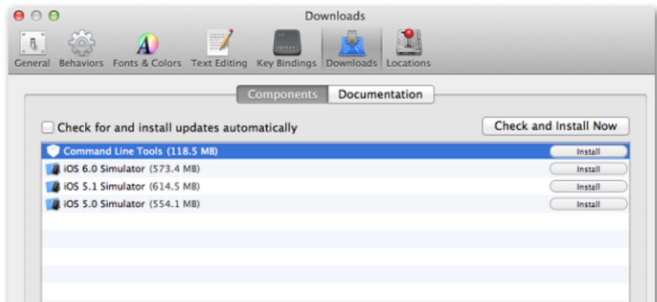 Downloads
General Behaviors Fonts & Colors Text Editing Key Bindings Downloads Locations
Components Documentation
Check for and install updates automatically Check and Install Now
Command Line Tools (118.5 MB) Install
iOS 6.0 Simulator (573.4 MB) Install
iOS 5.1 Simulator (614.5 MB) Install
iOS 5.0 Simulator (554.1 MB) Install